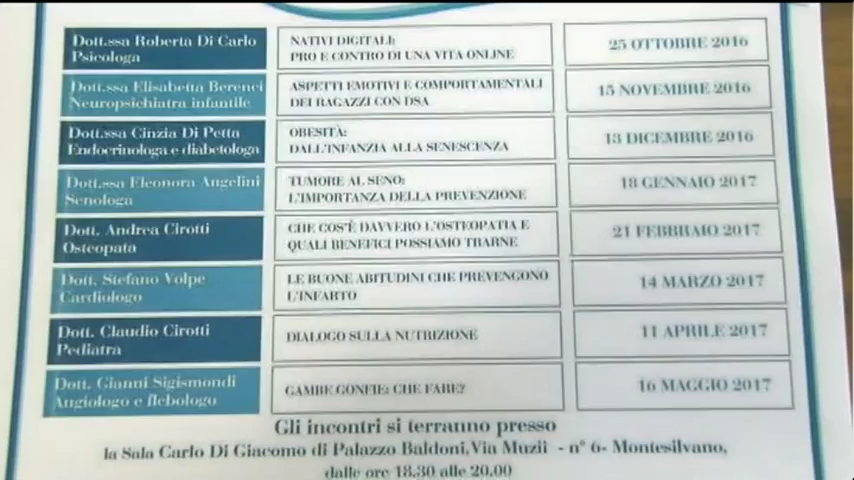 Dott.ssa Roberta Di Carlo
Psicologa
NATIVI DIGITALI:
PRO E CONTRO DI UNA VITA ONLINE
25 OTTOBRE 2016
Dott.ssa Elisabetta Berenci
Neuropsichiatra infantile
ASPETTI EMOTIVI E COMPORTAMENTALI
DEI RAGAZZI CON DSA
15 NOVEMBRE 2016
Dott.ssa Cinzia Di Petta
Endocrinologa e diabetologa
OBESITÀ:
DALL'INFANZIA ALLA SENESCENZA
13 DICEMBRE 2016
Dott.ssa Eleonora Angelini
Senologa
TUMORE AL SENO:
L'IMPORTANZA DELLA PREVENZIONE
18 GENNAIO 2017
Dott. Andrea Cirotti
Osteopata
CHE COS'È DAVVERO L'OSTEOPATIA E
QUALI BENEFICI POSSIAMO TRARNE
21 FEBBRAIO 2017
Dott. Stefano Volpe
Cardiologo
LE BUONE ABITUDINI CHE PREVENGONO
L'INFARTO
14 MARZO 2017
Dott. Claudio Cirotti
Pediatra
DIALOGO SULLA NUTRIZIONE
11 APRILE 2017
Dott. Gianni Sigismondi
Angiologo e flebologo
GAMBE GONFIE: CHE FARE?
16 MAGGIO 2017
Gli incontri si terranno presso
la Sala Carlo Di Giacomo di Palazzo Baldoni, Via Muzii - n° 6- Montesilvano,
dalle ore 18.30 alle 20.00